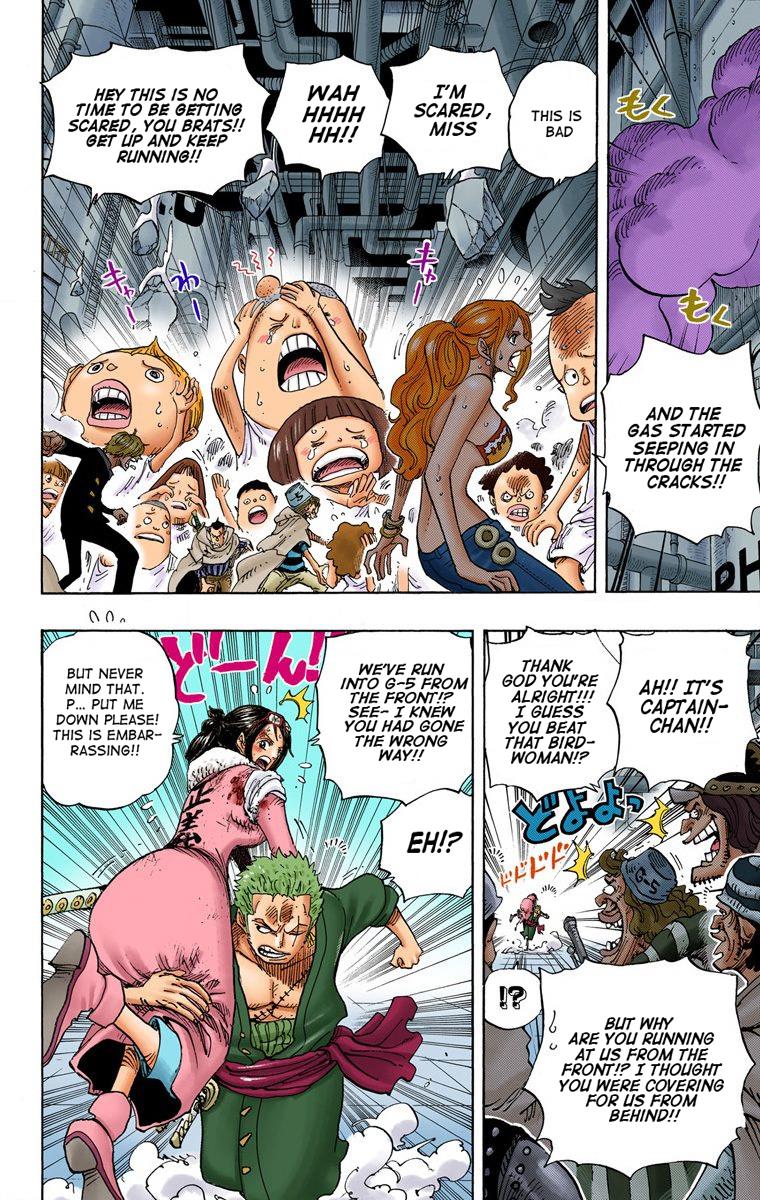 もく
もく
AND THE
GAS STARTED
SEEPING IN
THROUGH THE
CRACKS!!
THIS IS
BAD
I'M
SCARED,
MISS
WAH
HHHH
HH!!
HEY THIS IS NO
TIME TO BE GETTING
SCARED, YOU BRATS!!
GET UP AND KEEP
RUNNING!!
キャー
わー
キャー
AH!! IT'S
CAPTAIN-
CHAN!!
THANK
GOD YOU'RE
ALRIGHT!!!
I GUESS
YOU BEAT
THAT BIRD-
WOMAN!?
どよよっ
ドドドドド
G-5
!?
BUT WHY
ARE YOU RUNNING
AT US FROM THE
FRONT!? I THOUGHT
YOU WERE COVERING
FOR US FROM
BEHIND!!
どーん!
WE'VE RUN
INTO G-5 FROM
THE FRONT!?
SEE- I KNEW
YOU HAD GONE
THE WRONG
WAY!!
EH!?
BUT NEVER
MIND THAT.
P... PUT ME
DOWN PLEASE!
THIS IS EMBAR-
RASSING!!
正義